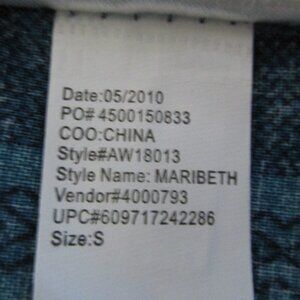 Date:05/2010
PO# 4500150833
COO:CHINA
Style#AW18013
Style Name: MARIBETH
Vendor#4000793
UPC#609717242286
Size:S